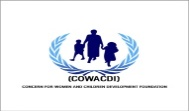 (COWACDI)
CONCERN FOR WOMEN AND CHILDREN DEVELOPMENT FOUNDATION